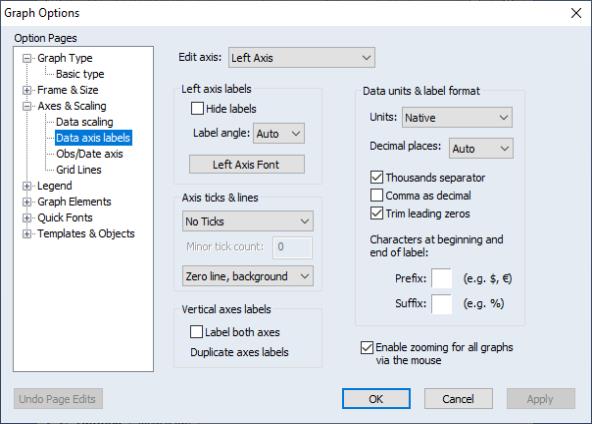 Graph Options
Option Pages
Graph Type
Basic type
Frame & Size
Axes & Scaling
Data scaling
Data axis labels
Obs/Date axis
Grid Lines
Legend
Graph Elements
Quick Fonts
Templates & Objects
Edit axis: Left Axis
Left axis labels
Hide labels
Label angle: Auto
Left Axis Font
Axis ticks & lines
No Ticks
Minor tick count: 0
Zero line, background
Vertical axes labels
Label both axes
Duplicate axes labels
Data units & label format
Units: Native
Decimal places: Auto
Thousands separator
Comma as decimal
Trim leading zeros
Characters at beginning and
end of label:
Prefix: (e.g. $, €)
Suffix: (e.g. %)
Enable zooming for all graphs
via the mouse
Undo Page Edits
OK
Cancel
Apply